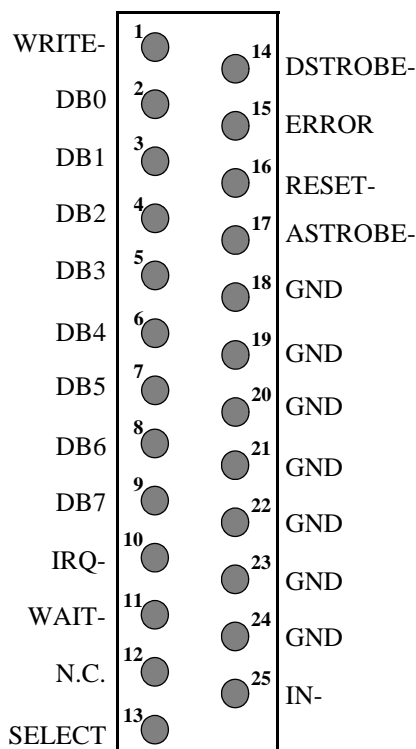 WRITE- 1
14 DSTROBE-
DB0 2
15 ERROR
DB1 3
16 RESET-
DB2 4
17 ASTROBE-
DB3 5
18 GND
DB4 6
19 GND
DB5 7
20 GND
DB6 8
21 GND
DB7 9
22 GND
IRQ- 10
23 GND
WAIT- 11
24 GND
N.C. 12
25 IN-
SELECT 13